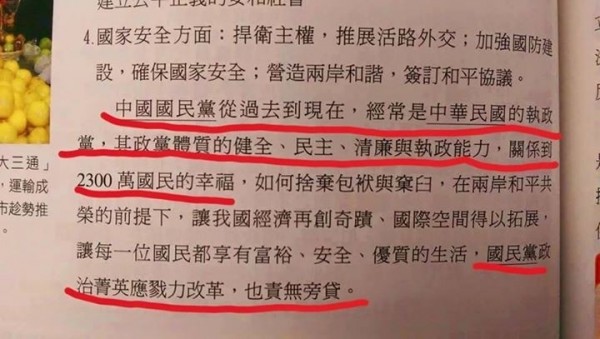 建立公平正義的安和社會
4.國家安全方面：捍衛主權，推展活路外交；加強國防建
設，確保國家安全；營造兩岸和諧，簽訂和平協議。
中國國民黨從過去到現在，經常是中華民國的執政
黨，其政黨體質的健全、民主、清廉與執政能力，關係到
2300 萬國民的幸福，如何捨棄包袱與窠臼，在兩岸和平共
榮的前提下，讓我國經濟再創奇蹟、國際空間得以拓展，
讓每一位國民都享有富裕、安全、優質的生活，國民黨政
治菁英應戮力改革，也責無旁貸。
大三通」
，運輸成
市趁勢推
。